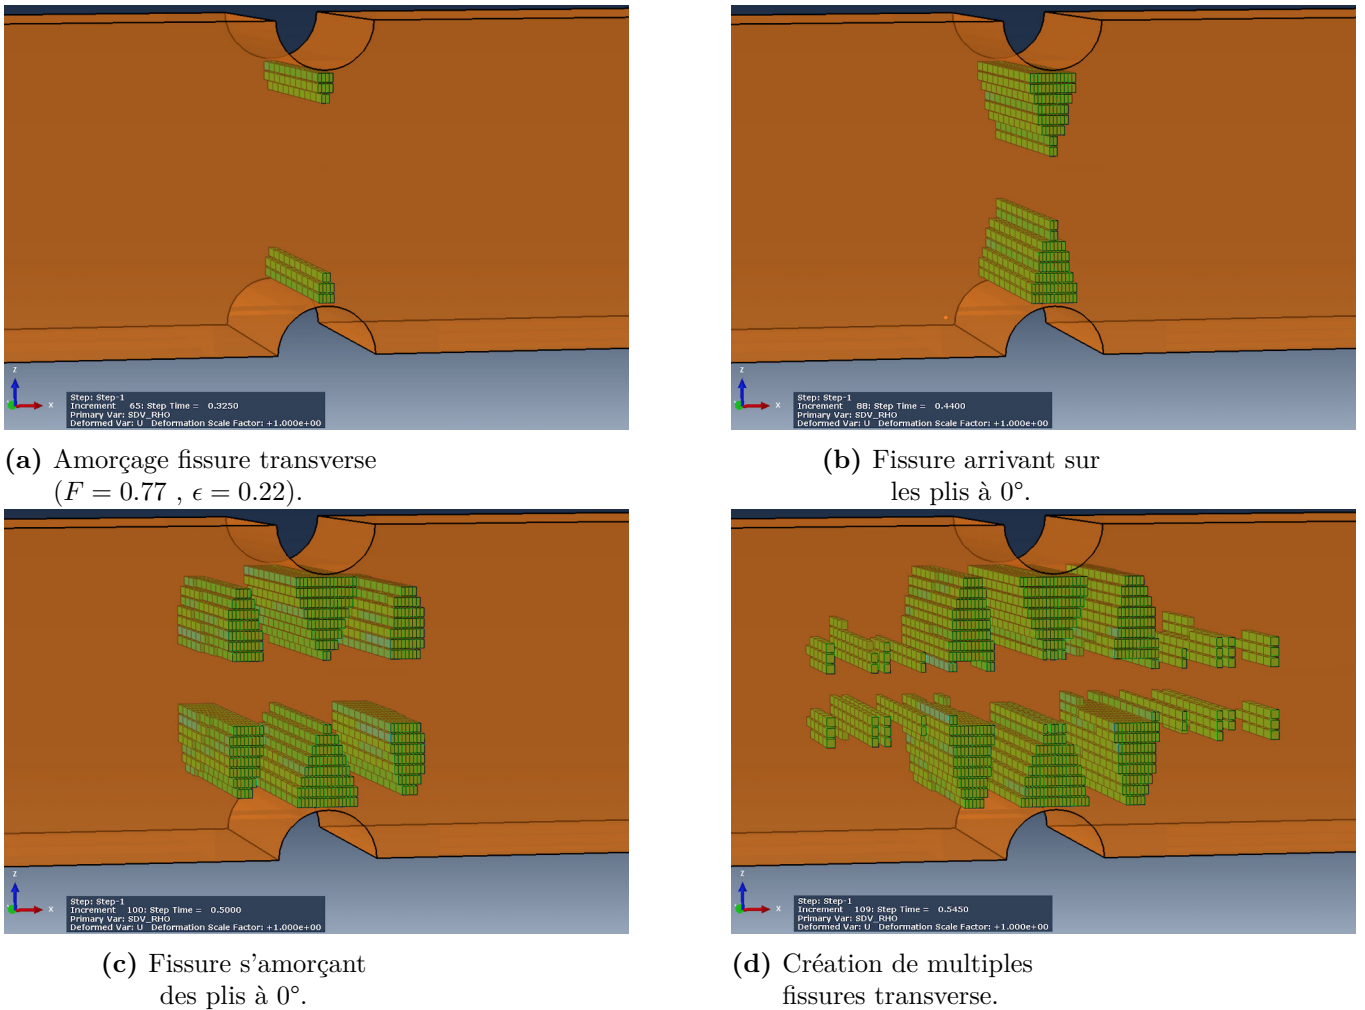 z
x
Step: Step-1
Increment 65: Step Time = 0.3250
Primary Var: SDV_RHO
Deformed Var: U Deformation Scale Factor: +1.000e+00
z
x
Step: Step-1
Increment 88: Step Time = 0.4400
Primary Var: SDV_RHO
Deformed Var: U Deformation Scale Factor: +1.000e+00
(a) Amorçage fissure transverse
(F = 0.77 , ϵ = 0.22).
(b) Fissure arrivant sur
les plis à 0°.
z
x
Step: Step-1
Increment 100: Step Time = 0.5000
Primary Var: SDV_RHO
Deformed Var: U Deformation Scale Factor: +1.000e+00
z
x
Step: Step-1
Increment 109: Step Time = 0.5450
Primary Var: SDV_RHO
Deformed Var: U Deformation Scale Factor: +1.000e+00
(c) Fissure s'amorçant
des plis à 0°.
(d) Création de multiples
fissures transverse.